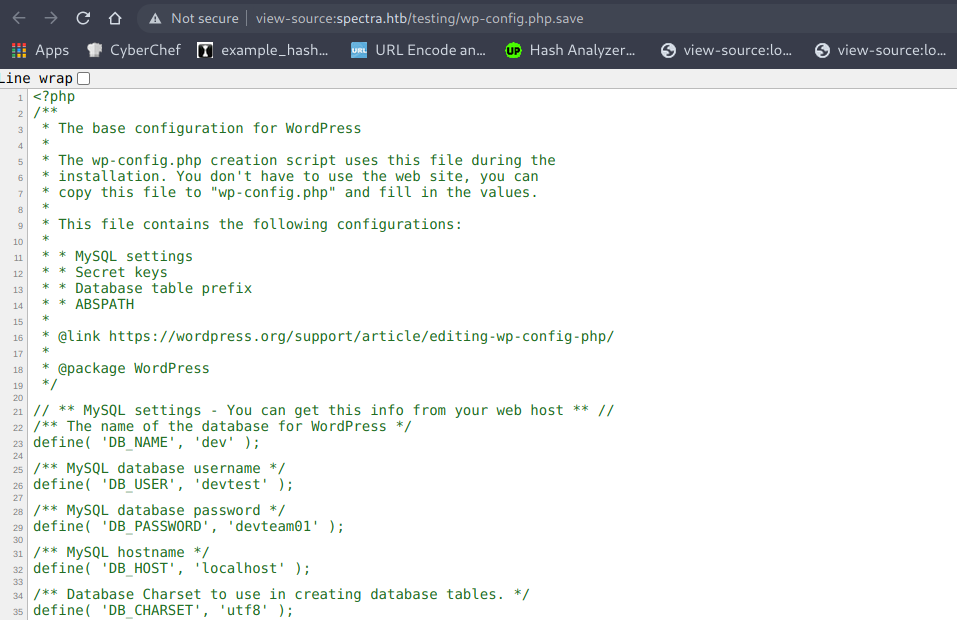 Not secure | view-source:spectra.htb/testing/wp-config.php.save
Apps CyberChef example_hash... URL URL Encode an... UP Hash Analyzer... view-source:lo... view-source:lo...
Line wrap
1 <?php
2 /**
3  * The base configuration for WordPress
4  *
5  * The wp-config.php creation script uses this file during the
6  * installation. You don't have to use the web site, you can
7  * copy this file to "wp-config.php" and fill in the values.
8  *
9  * This file contains the following configurations:
10  *
11  * * MySQL settings
12  * * Secret keys
13  * * Database table prefix
14  * * ABSPATH
15  *
16  * @link https://wordpress.org/support/article/editing-wp-config-php/
17  *
18  * @package WordPress
19  */
20
21 // ** MySQL settings - You can get this info from your web host ** //
22 /** The name of the database for WordPress */
23 define( 'DB_NAME', 'dev' );
24
25 /** MySQL database username */
26 define( 'DB_USER', 'devtest' );
27
28 /** MySQL database password */
29 define( 'DB_PASSWORD', 'devteam01' );
30
31 /** MySQL hostname */
32 define( 'DB_HOST', 'localhost' );
33
34 /** Database Charset to use in creating database tables. */
35 define( 'DB_CHARSET', 'utf8' );